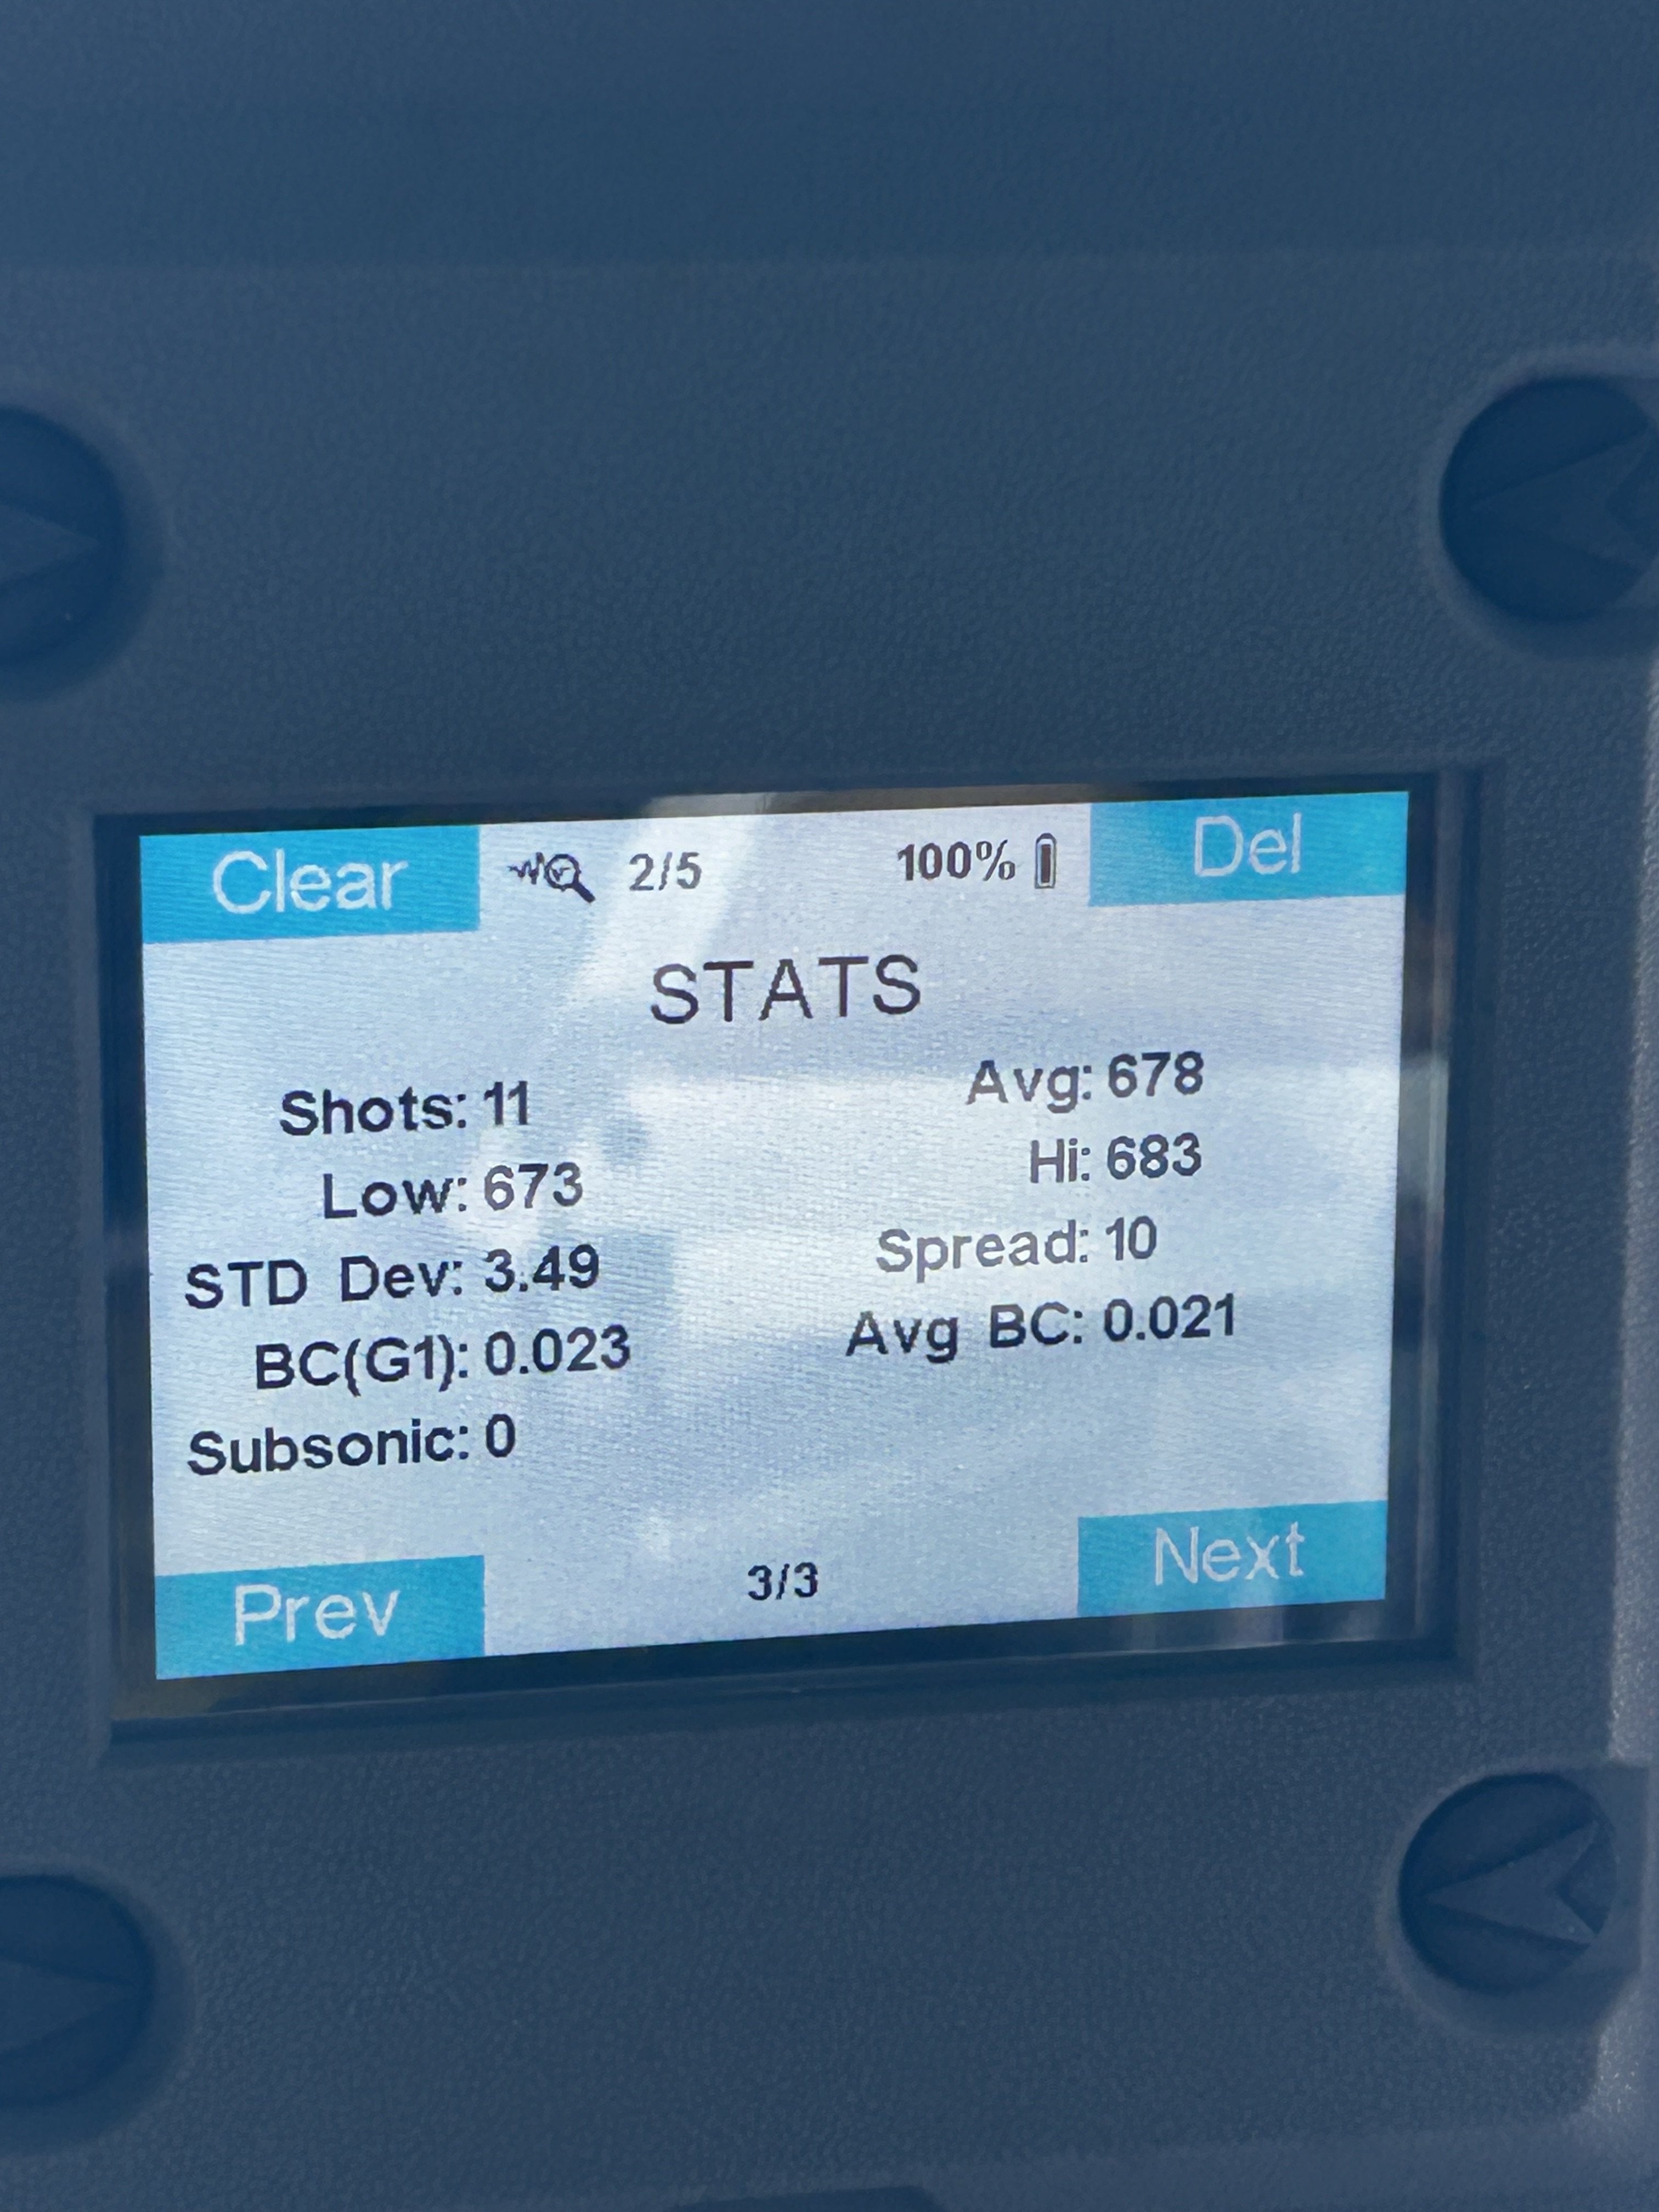 Clear 2/5 100% Del
STATS
Shots: 11 Avg: 678
Low: 673 Hi: 683
STD Dev: 3.49 Spread: 10
BC(G1): 0.023 Avg BC: 0.021
Subsonic: 0
Prev 3/3 Next